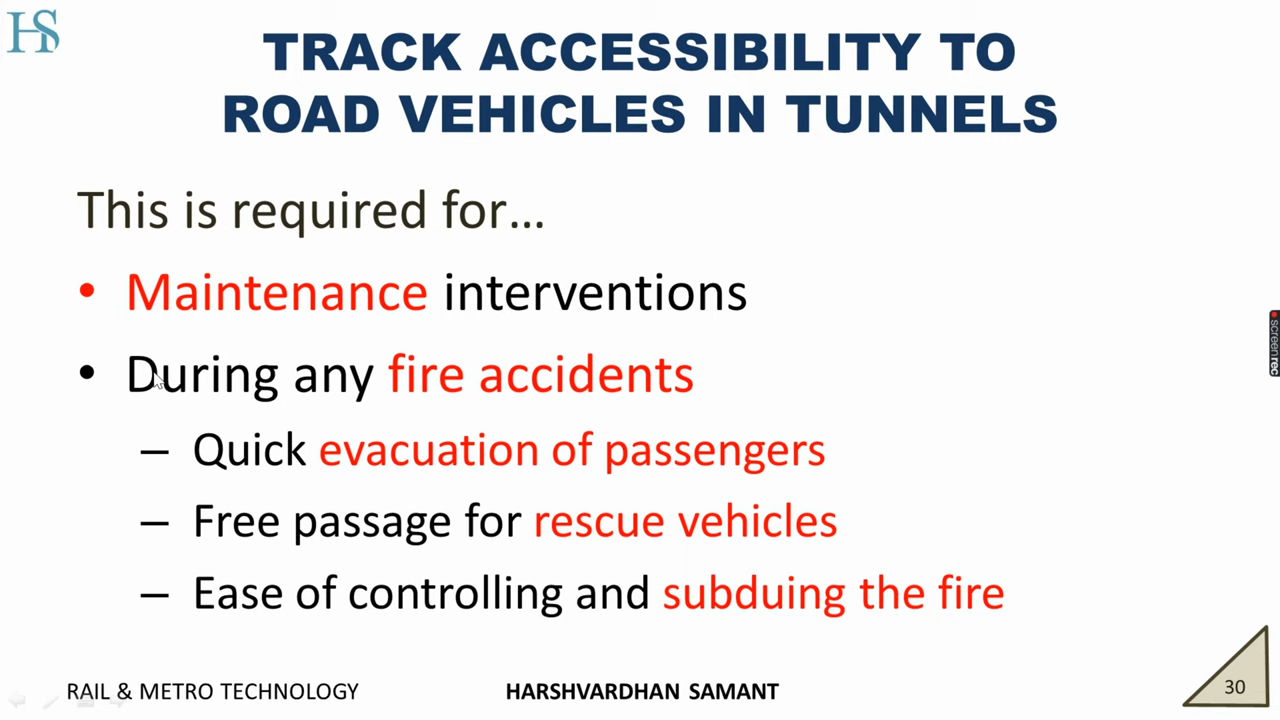 HS
TRACK ACCESSIBILITY TO
ROAD VEHICLES IN TUNNELS
This is required for...
• Maintenance interventions
• During any fire accidents
– Quick evacuation of passengers
– Free passage for rescue vehicles
– Ease of controlling and subduing the fire
screenrec
RAIL & METRO TECHNOLOGY
HARSHVARDHAN SAMANT
30